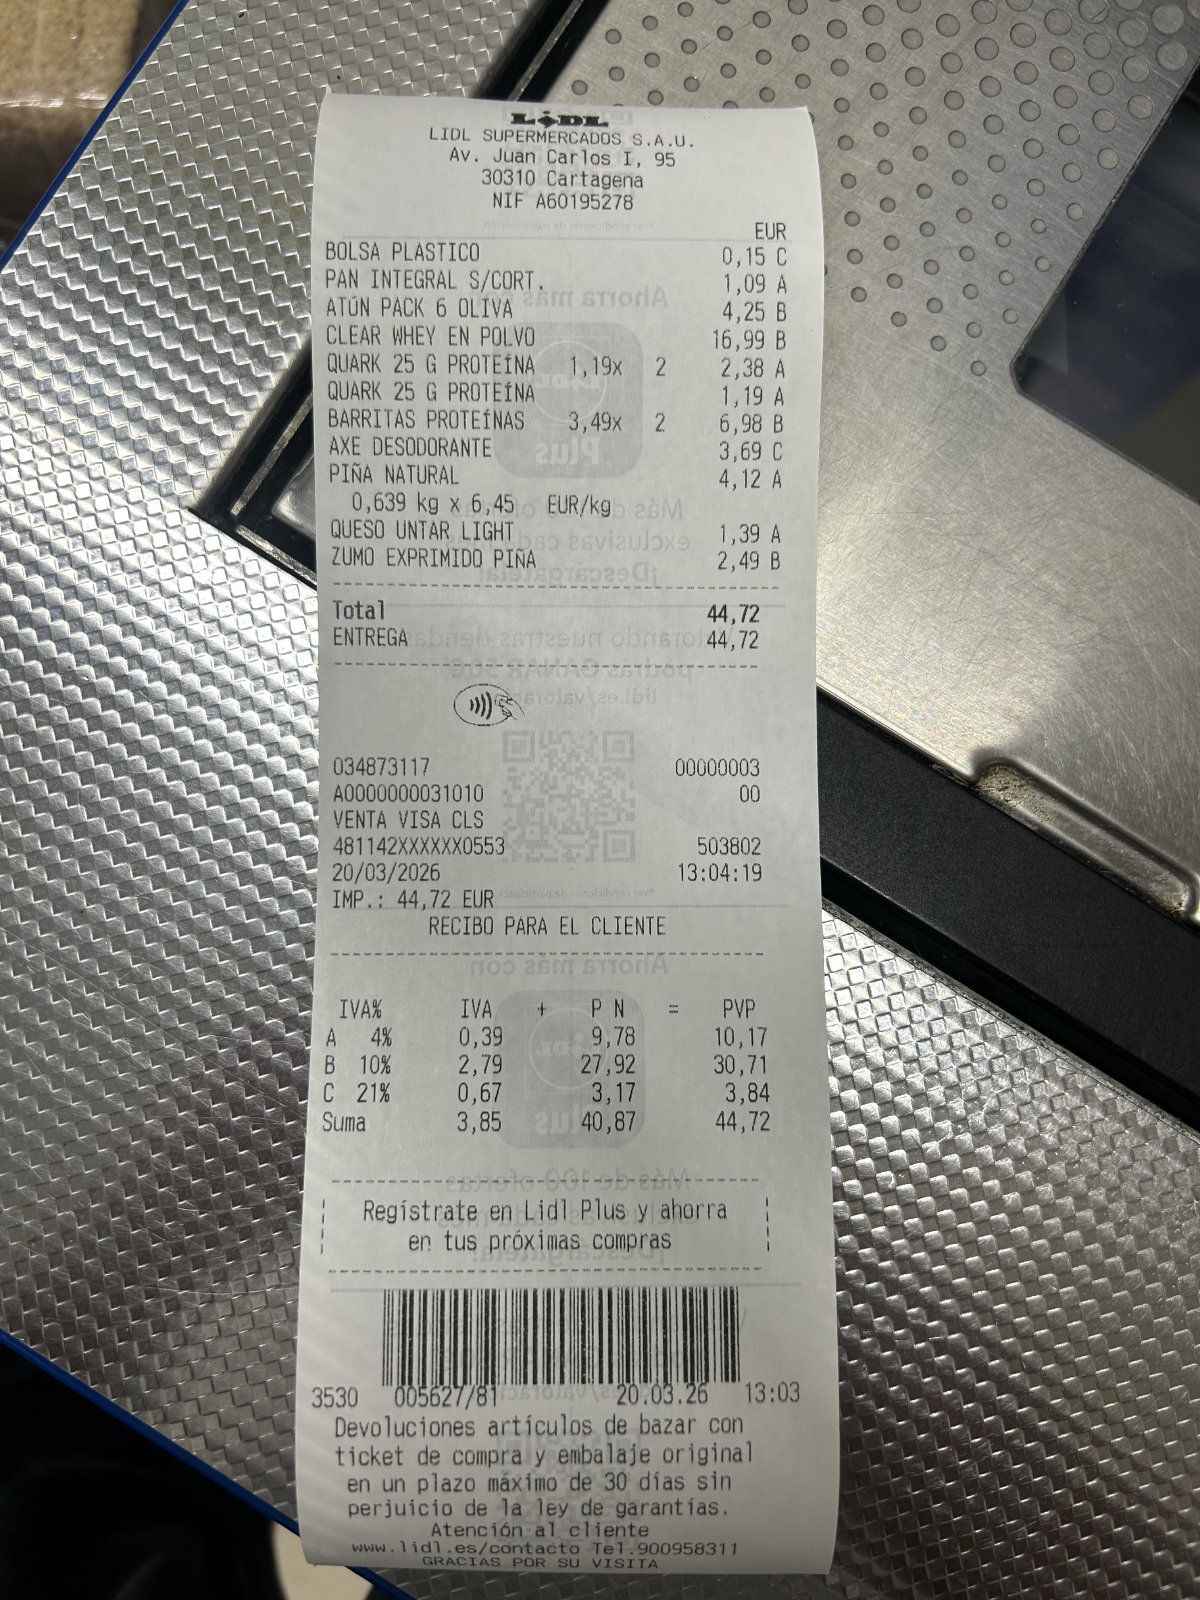 LIDL
LIDL SUPERMERCADOS S.A.U.
Av. Juan Carlos I, 95
30310 Cartagena
NIF A60195278
EUR
BOLSA PLASTICO 0,15 C
PAN INTEGRAL S/CORT. 1,09 A
ATÚN PACK 6 OLIVA 4,25 B
CLEAR WHEY EN POLVO 16,99 B
QUARK 25 G PROTEÍNA 1,19x 2 2,38 A
QUARK 25 G PROTEÍNA 1,19 A
BARRITAS PROTEÍNAS 3,49x 2 6,98 B
AXE DESODORANTE 3,69 C
PIÑA NATURAL 4,12 A
0,639 kg x 6,45 EUR/kg
QUESO UNTAR LIGHT 1,39 A
ZUMO EXPRIMIDO PIÑA 2,49 B
Total 44,72
ENTREGA 44,72
034873117 00000003
A0000000031010 00
VENTA VISA CLS
481142XXXXXX0553 503802
20/03/2026 13:04:19
IMP.: 44,72 EUR
RECIBO PARA EL CLIENTE
IVA% IVA + P N = PVP
A 4% 0,39 9,78 10,17
B 10% 2,79 27,92 30,71
C 21% 0,67 3,17 3,84
Suma 3,85 40,87 44,72
Regístrate en Lidl Plus y ahorra
en tus próximas compras
3530 005627/81 20.03.26 13:03
Devoluciones artículos de bazar con
ticket de compra y embalaje original
en un plazo máximo de 30 días sin
perjuicio de la ley de garantías.
Atención al cliente
www.lidl.es/contacto Tel.900958311
GRACIAS POR SU VISITA